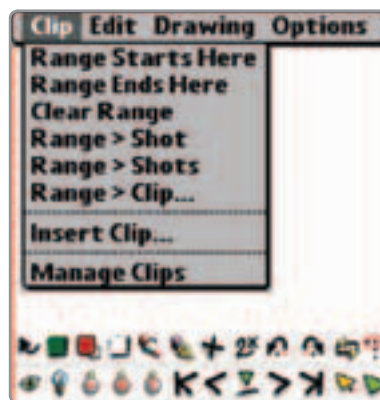 Clip Edit Drawing Options
Range Starts Here
Range Ends Here
Clear Range
Range > Shot
Range > Shots
Range > Clip...
Insert Clip...
Manage Clips